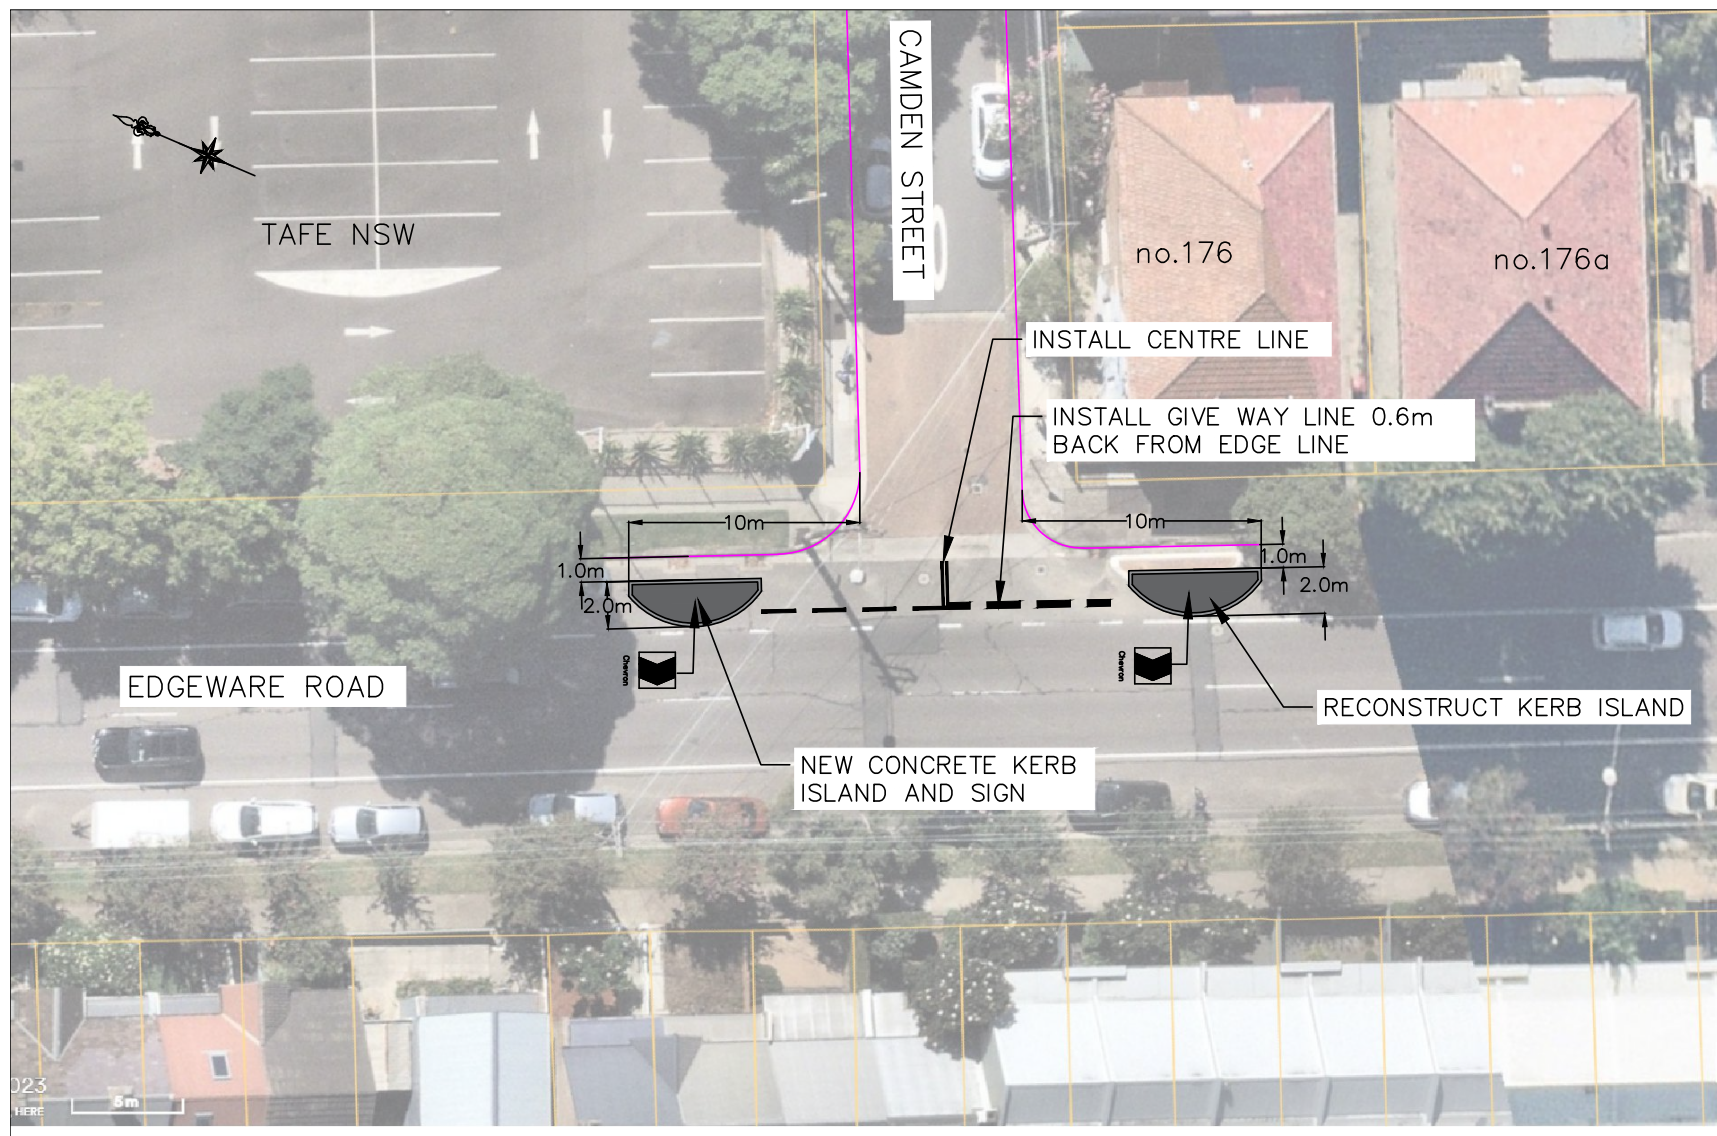 CAMDEN STREET
TAFE NSW
no.176
no.176a
INSTALL CENTRE LINE
INSTALL GIVE WAY LINE 0.6m
BACK FROM EDGE LINE
10m
10m
1.0m
2.0m
1.0m
2.0m
Chevron
Chevron
EDGEWARE ROAD
RECONSTRUCT KERB ISLAND
NEW CONCRETE KERB
ISLAND AND SIGN
023
HERE
5m